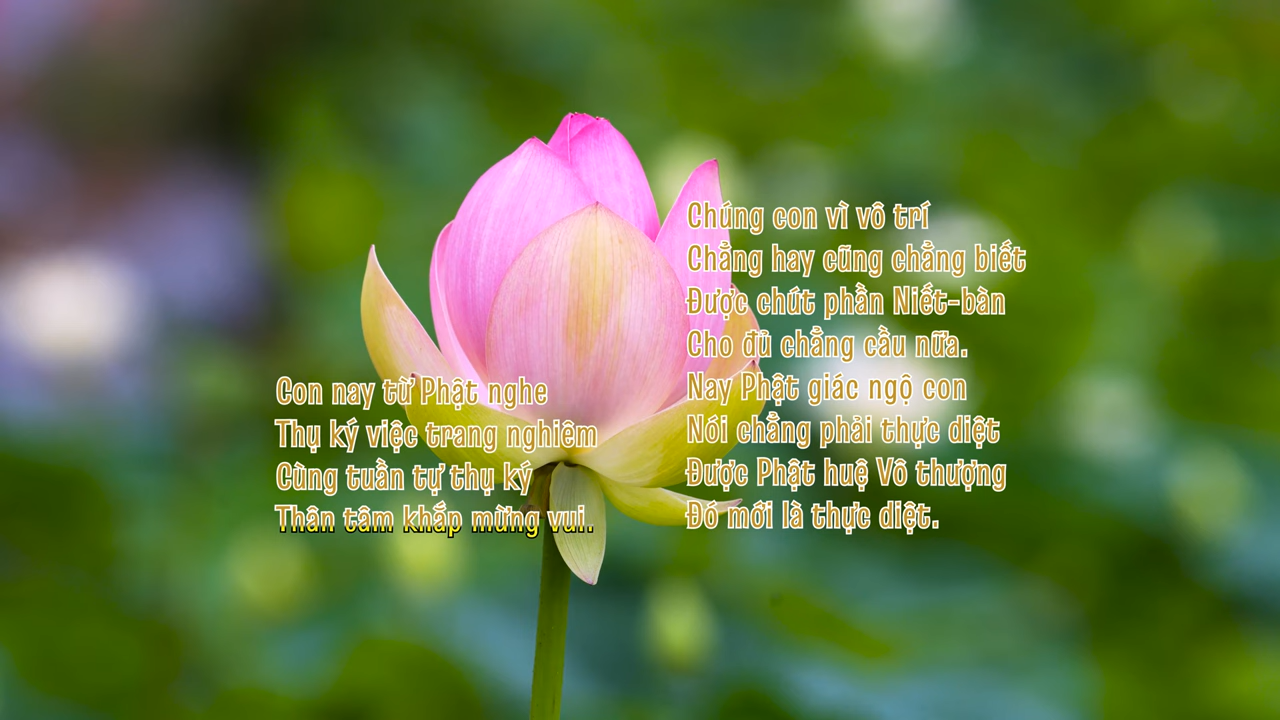 Chúng con vì vô trí
Chẳng hay cũng chẳng biết
Được chút phần Niết-bàn
Cho đủ chẳng cầu nữa.
Nay Phật giác ngộ con
Nói chẳng phải thực diệt
Được Phật huệ Vô thượng
Đó mới là thực diệt.
Con nay từ Phật nghe
Thụ ký việc trang nghiêm
Cùng tuần tự thụ ký
Thân tâm khắp mừng vui.